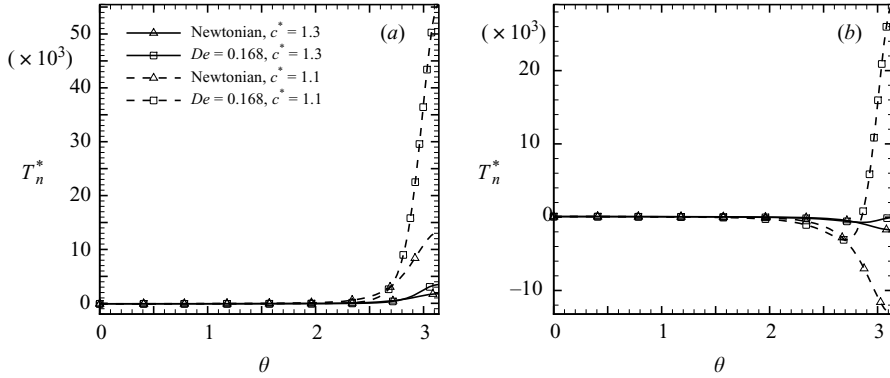 50
(× 10³)
40
30
T*n
20
10
0
0
1
2
3
θ
(a)
Newtonian, c* = 1.3
De = 0.168, c* = 1.3
Newtonian, c* = 1.1
De = 0.168, c* = 1.1
(× 10³)
20
10
T*n
0
−10
0
1
2
3
θ
(b)